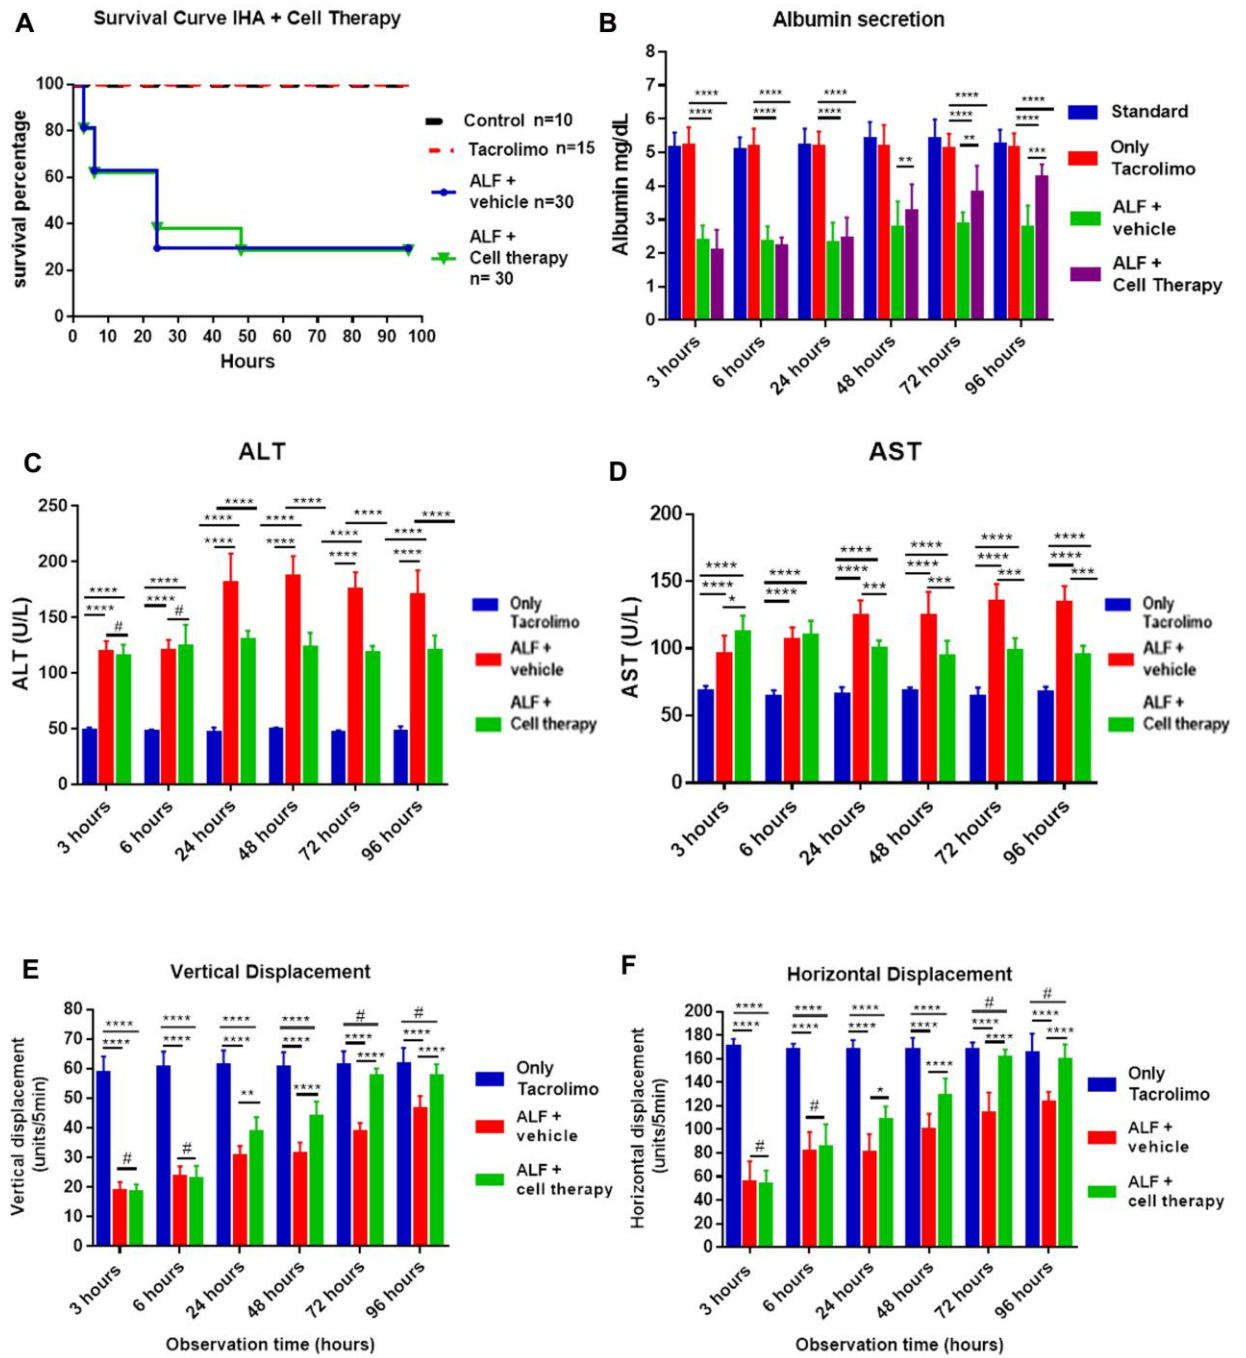 A
Survival Curve IHA + Cell Therapy
survival percentage
100
80
60
40
20
0
0 10 20 30 40 50 60 70 80 90 100
Hours
Control n=10
Tacrolimo n=15
ALF +
vehicle n=30
ALF +
Cell therapy
n= 30
B
Albumin secretion
Albumin mg/dL
8
7
6
5
4
3
2
1
0
**** **** **** ****
**** **** **** **** ****
**** ****
** ** ***
3 hours 6 hours 24 hours 48 hours 72 hours 96 hours
Standard
Only
Tacrolimo
ALF +
vehicle
ALF +
Cell Therapy
C
ALT
ALT (U/L)
250
200
150
100
50
0
**** **** **** ****
**** **** **** ****
**** **** **** ****
**** ****
**** ****
# #
3 hours 6 hours 24 hours 48 hours 72 hours 96 hours
Only
Tacrolimo
ALF +
vehicle
ALF +
Cell therapy
D
AST
AST (U/L)
200
150
100
50
0
**** **** **** **** **** ****
**** **** **** **** **** ****
* *** *** *** ***
3 hours 6 hours 24 hours 48 hours 72 hours 96 hours
Only
Tacrolimo
ALF +
vehicle
ALF +
Cell therapy
E
Vertical Displacement
Vertical displacement
(units/5min)
80
70
60
50
40
30
20
10
0
**** **** **** **** # #
**** **** **** **** **** ****
# # ** **** **** ****
3 hours 6 hours 24 hours 48 hours 72 hours 96 hours
Observation time (hours)
Only
Tacrolimo
ALF +
vehicle
ALF +
cell therapy
F
Horizontal Displacement
Horizontal displacement
(units/5min)
200
180
160
140
120
100
80
60
40
20
0
**** **** **** **** # #
**** **** **** **** **** ****
# # * **** **** ****
3 hours 6 hours 24 hours 48 hours 72 hours 96 hours
Observation time (hours)
Only
Tacrolimo
ALF +
vehicle
ALF +
cell therapy